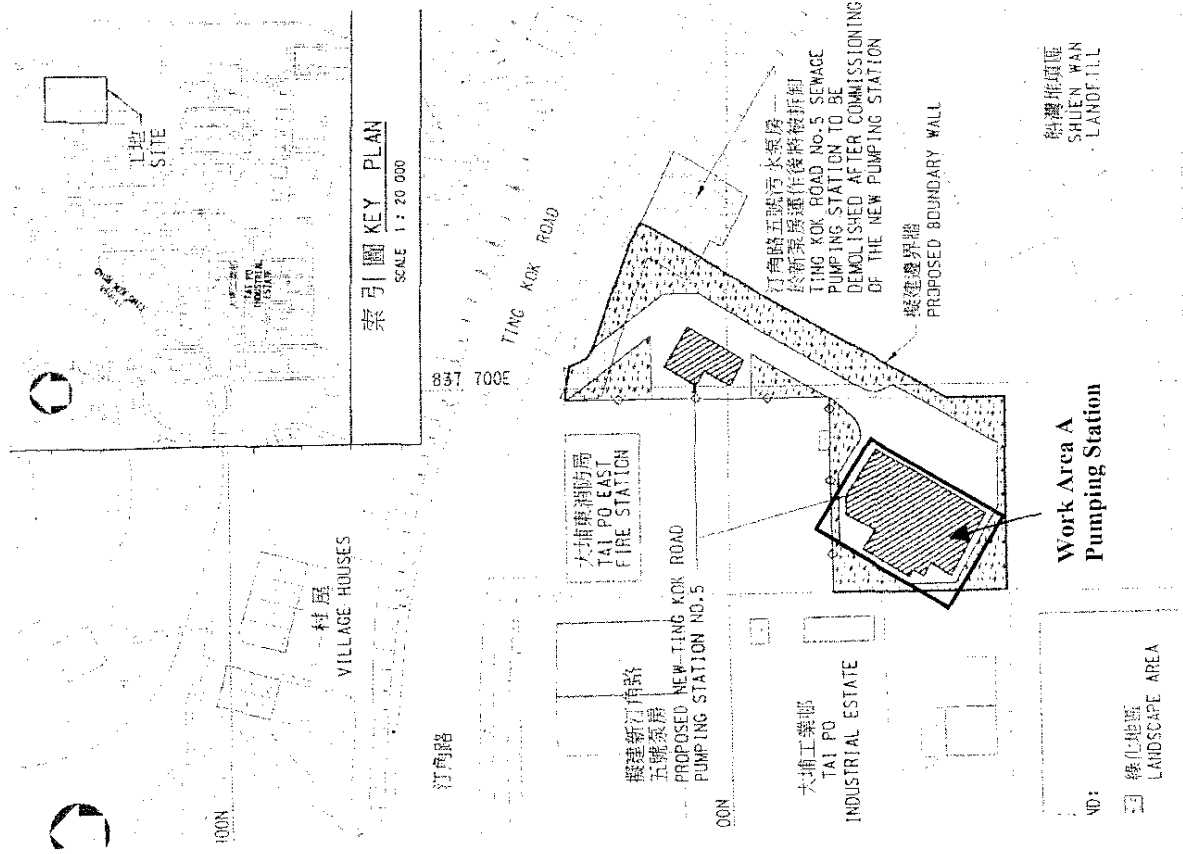 工地
SITE
TAI PO
INDUSTRIAL
ESTATE
索引圖 KEY PLAN
SCALE 1 : 20 000
837 700E
TING KOK ROAD
汀角路五號污水泵房
於新泵房運作後將被拆卸
TING KOK ROAD No.5 SEWAGE
PUMPING STATION TO BE
DEMOLISHED AFTER COMMISSIONING
OF THE NEW PUMPING STATION
擬建邊界牆
PROPOSED BOUNDARY WALL
船灣堆填區
SHUEN WAN
LANDFILL
大埔東消防局
TAI PO EAST
FIRE STATION
村屋
VILLAGE HOUSES
汀角路
擬建新汀角路
五號泵房
PROPOSED NEW TING KOK ROAD
PUMPING STATION NO.5
大埔工業邨
TAI PO
INDUSTRIAL ESTATE
Work Area A
Pumping Station
00N
00N
ND:
綠化地區
LANDSCAPE AREA